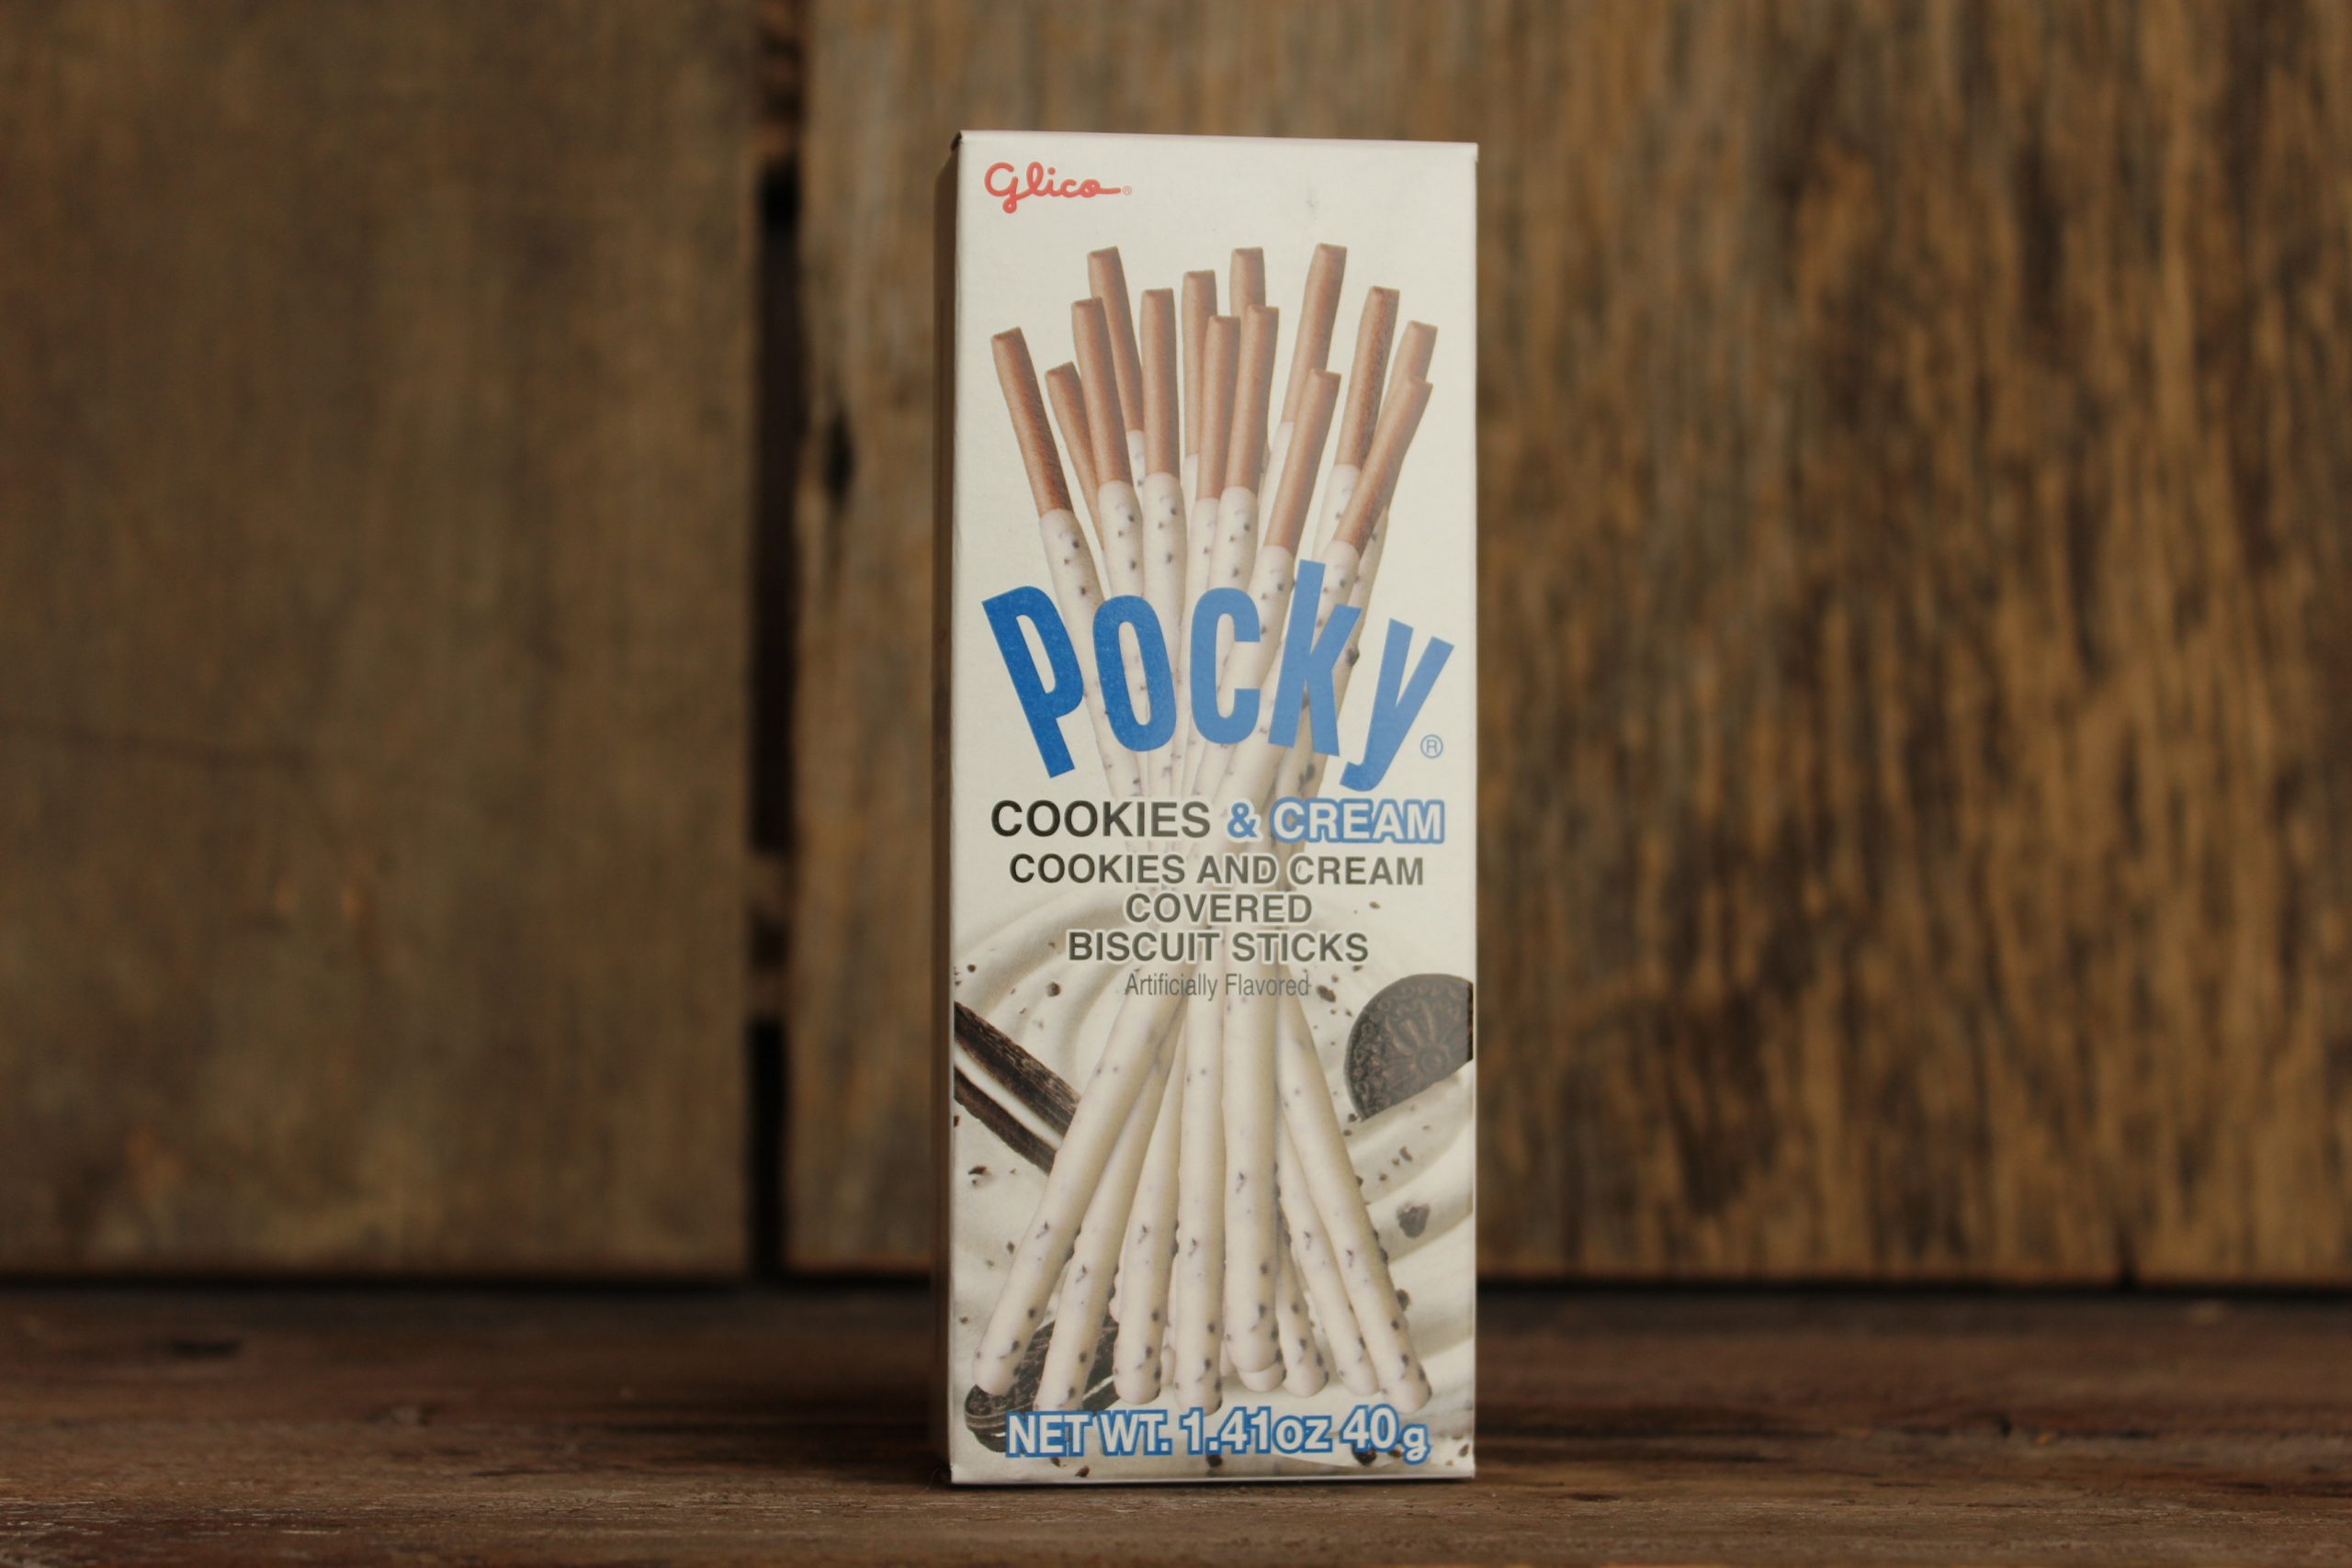 Glico®
Pocky®
COOKIES & CREAM
COOKIES AND CREAM
COVERED
BISCUIT STICKS
Artificially Flavored
NET WT. 1.41oz 40g